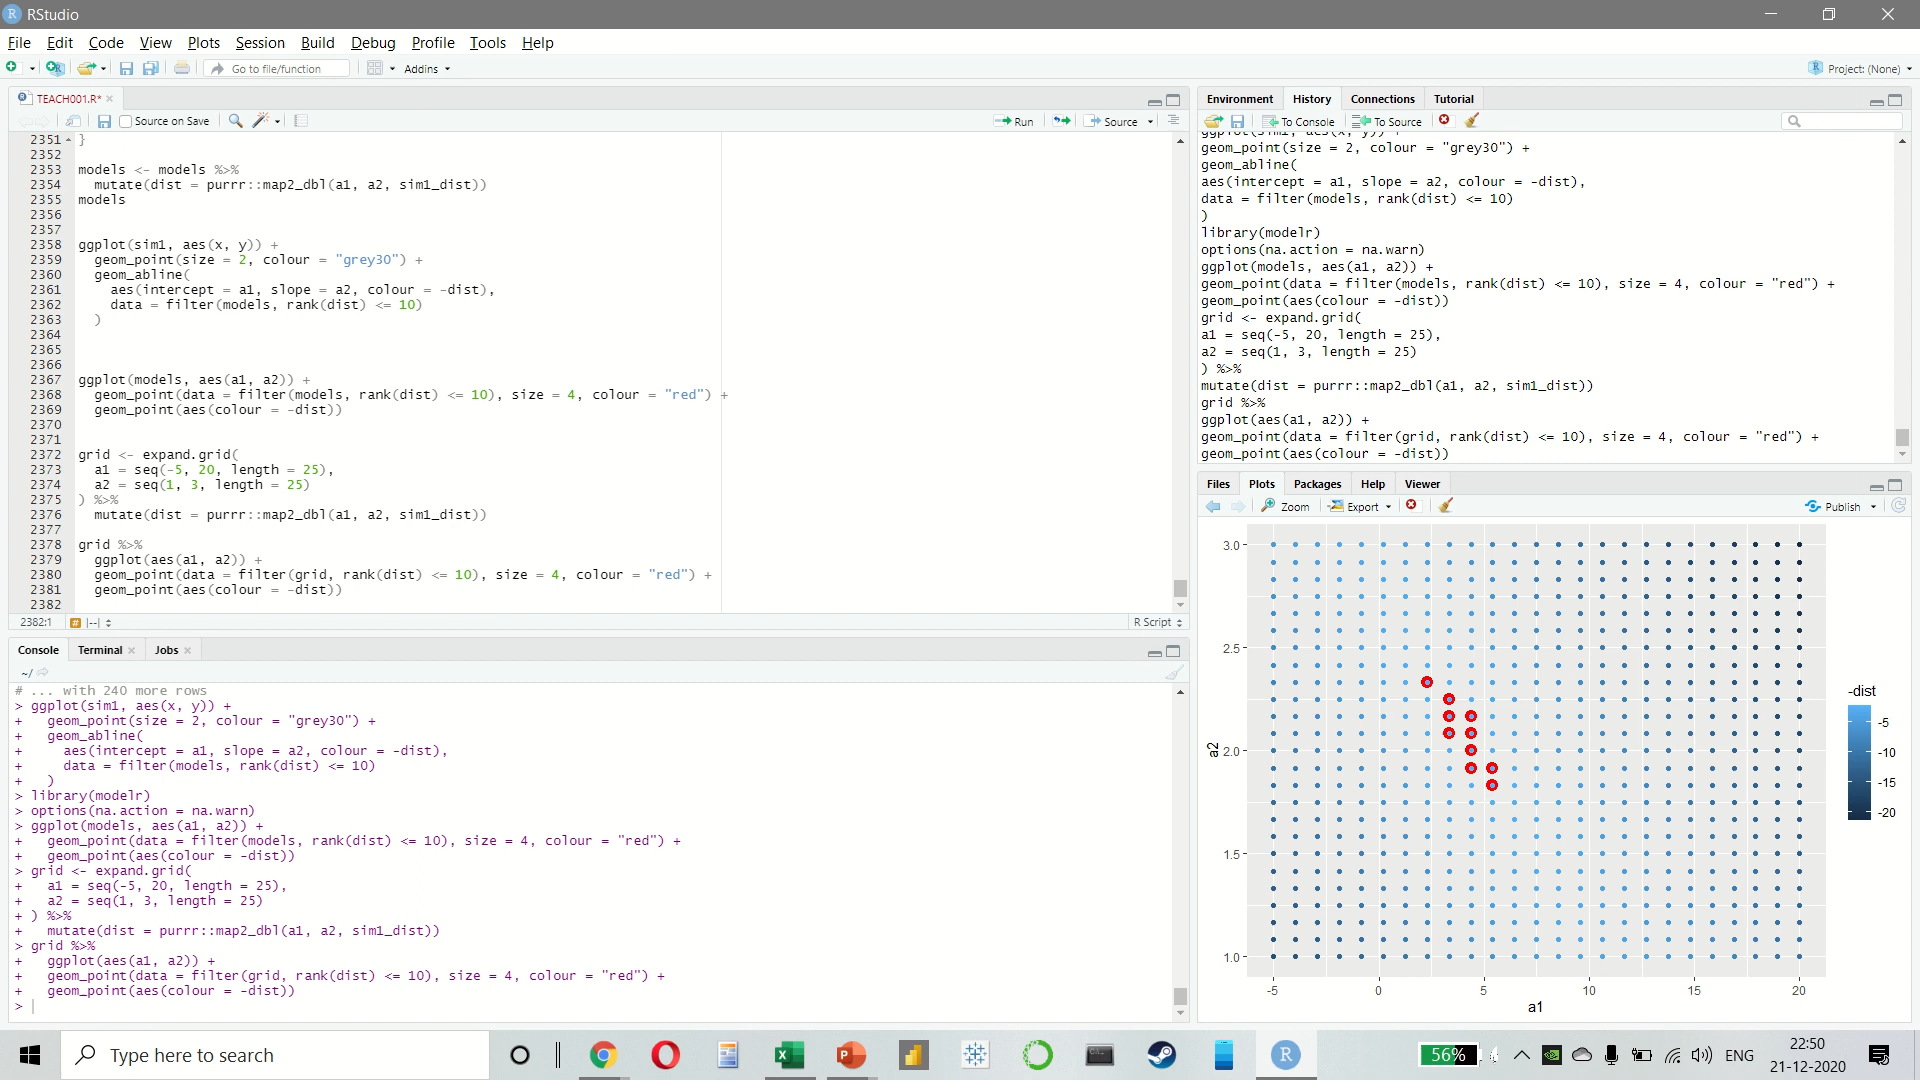 RStudio
File Edit Code View Plots Session Build Debug Profile Tools Help
Go to file/function Addins Project: (None)
TEACH001.R*
Source on Save Run Source
2351 }
2352
2353 models <- models %>%
2354 mutate(dist = purrr::map2_dbl(a1, a2, sim1_dist))
2355 models
2356
2357
2358 ggplot(sim1, aes(x, y)) +
2359 geom_point(size = 2, colour = "grey30") +
2360 geom_abline(
2361 aes(intercept = a1, slope = a2, colour = -dist),
2362 data = filter(models, rank(dist) <= 10)
2363 )
2364
2365
2366
2367 ggplot(models, aes(a1, a2)) +
2368 geom_point(data = filter(models, rank(dist) <= 10), size = 4, colour = "red") +
2369 geom_point(aes(colour = -dist))
2370
2371
2372 grid <- expand.grid(
2373 a1 = seq(-5, 20, length = 25),
2374 a2 = seq(1, 3, length = 25)
2375 ) %>%
2376 mutate(dist = purrr::map2_dbl(a1, a2, sim1_dist))
2377
2378 grid %>%
2379 ggplot(aes(a1, a2)) +
2380 geom_point(data = filter(grid, rank(dist) <= 10), size = 4, colour = "red") +
2381 geom_point(aes(colour = -dist))
2382
2382:1 # |--| R Script
Console Terminal Jobs
~/
# ... with 240 more rows
> ggplot(sim1, aes(x, y)) +
+ geom_point(size = 2, colour = "grey30") +
+ geom_abline(
+ aes(intercept = a1, slope = a2, colour = -dist),
+ data = filter(models, rank(dist) <= 10)
+ )
> library(modelr)
> options(na.action = na.warn)
> ggplot(models, aes(a1, a2)) +
+ geom_point(data = filter(models, rank(dist) <= 10), size = 4, colour = "red") +
+ geom_point(aes(colour = -dist))
> grid <- expand.grid(
+ a1 = seq(-5, 20, length = 25),
+ a2 = seq(1, 3, length = 25)
+ ) %>%
+ mutate(dist = purrr::map2_dbl(a1, a2, sim1_dist))
> grid %>%
+ ggplot(aes(a1, a2)) +
+ geom_point(data = filter(grid, rank(dist) <= 10), size = 4, colour = "red") +
+ geom_point(aes(colour = -dist))
>
Environment History Connections Tutorial
To Console To Source
ggplot(sim1, aes(x, y)) +
geom_point(size = 2, colour = "grey30") +
geom_abline(
aes(intercept = a1, slope = a2, colour = -dist),
data = filter(models, rank(dist) <= 10)
)
library(modelr)
options(na.action = na.warn)
ggplot(models, aes(a1, a2)) +
geom_point(data = filter(models, rank(dist) <= 10), size = 4, colour = "red") +
geom_point(aes(colour = -dist))
grid <- expand.grid(
a1 = seq(-5, 20, length = 25),
a2 = seq(1, 3, length = 25)
) %>%
mutate(dist = purrr::map2_dbl(a1, a2, sim1_dist))
grid %>%
ggplot(aes(a1, a2)) +
geom_point(data = filter(grid, rank(dist) <= 10), size = 4, colour = "red") +
geom_point(aes(colour = -dist))
Files Plots Packages Help Viewer
Zoom Export Publish
3.0
2.5
2.0
1.5
1.0
a2
-5 0 5 10 15 20
a1
-dist
-5
-10
-15
-20
Type here to search
56% ENG 22:50
21-12-2020